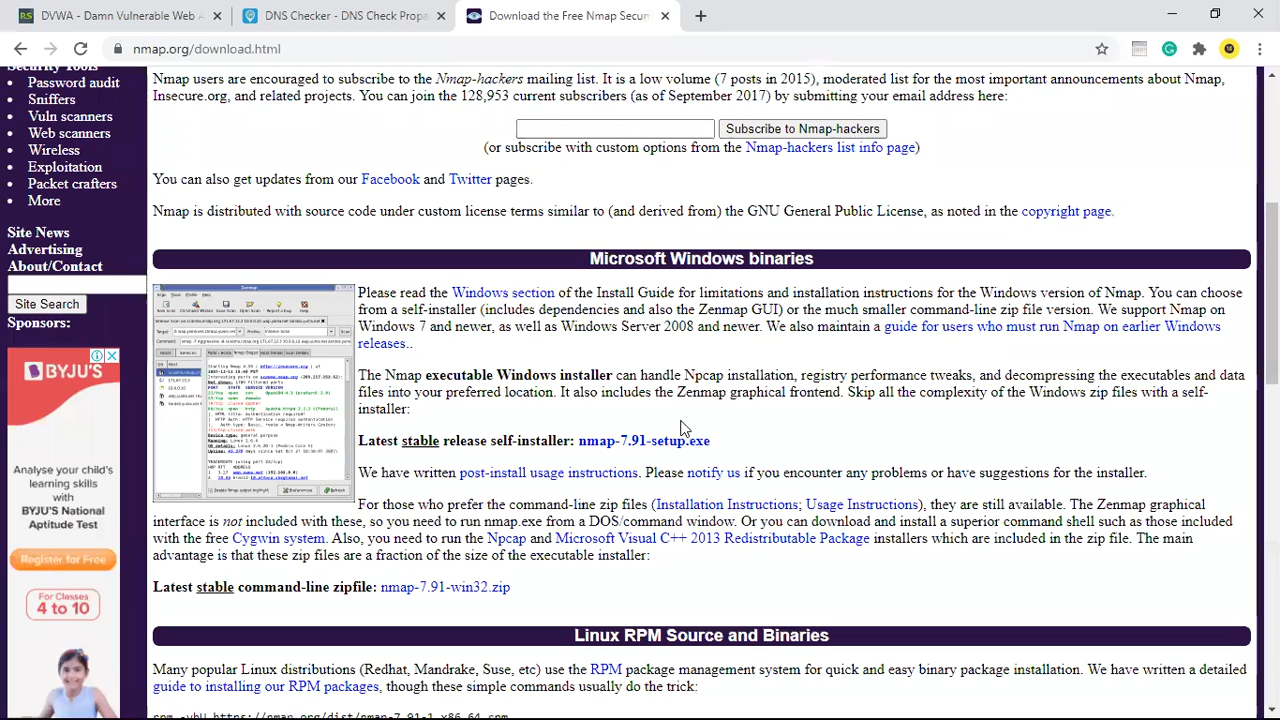 DVWA - Damn Vulnerable Web A
DNS Checker - DNS Check Propa
Download the Free Nmap Secur
nmap.org/download.html
Security Tools
Password audit
Sniffers
Vuln scanners
Web scanners
Wireless
Exploitation
Packet crafters
More
Site News
Advertising
About/Contact
Site Search
Sponsors:
BYJU'S
Analyse your child's
learning skills
with
BYJU'S National
Aptitude Test
Register for Free
For Classes
4 to 10
Nmap users are encouraged to subscribe to the Nmap-hackers mailing list. It is a low volume (7 posts in 2015), moderated list for the most important announcements about Nmap,
Insecure.org, and related projects. You can join the 128,953 current subscribers (as of September 2017) by submitting your email address here:
Subscribe to Nmap-hackers
(or subscribe with custom options from the Nmap-hackers list info page)
You can also get updates from our Facebook and Twitter pages.
Nmap is distributed with source code under custom license terms similar to (and derived from) the GNU General Public License, as noted in the copyright page.
Microsoft Windows binaries
Please read the Windows section of the Install Guide for limitations and installation instructions for the Windows version of Nmap. You can choose
from a self-installer (includes dependencies and also the Zenmap GUI) or the much smaller command-line zip file version. We support Nmap on
Windows 7 and newer, as well as Windows Server 2008 and newer. We also maintain a guide for users who must run Nmap on earlier Windows
releases..
The Nmap executable Windows installer can handle Npcap installation, registry performance tweaks, and decompressing the executables and data
files into your preferred location. It also includes the Zenmap graphical frontend. Skip all the complexity of the Windows zip files with a self-
installer:
Latest stable release self-installer: nmap-7.91-setup.exe
We have written post-install usage instructions. Please notify us if you encounter any problems or have suggestions for the installer.
For those who prefer the command-line zip files (Installation Instructions; Usage Instructions), they are still available. The Zenmap graphical
interface is not included with these, so you need to run nmap.exe from a DOS/command window. Or you can download and install a superior command shell such as those included
with the free Cygwin system. Also, you need to run the Npcap and Microsoft Visual C++ 2013 Redistributable Package installers which are included in the zip file. The main
advantage is that these zip files are a fraction of the size of the executable installer:
Latest stable command-line zipfile: nmap-7.91-win32.zip
Linux RPM Source and Binaries
Many popular Linux distributions (Redhat, Mandrake, Suse, etc) use the RPM package management system for quick and easy binary package installation. We have written a detailed
guide to installing our RPM packages, though these simple commands usually do the trick:
rpm -vhU https://nmap.org/dist/nmap-7.91-1.x86_64.rpm